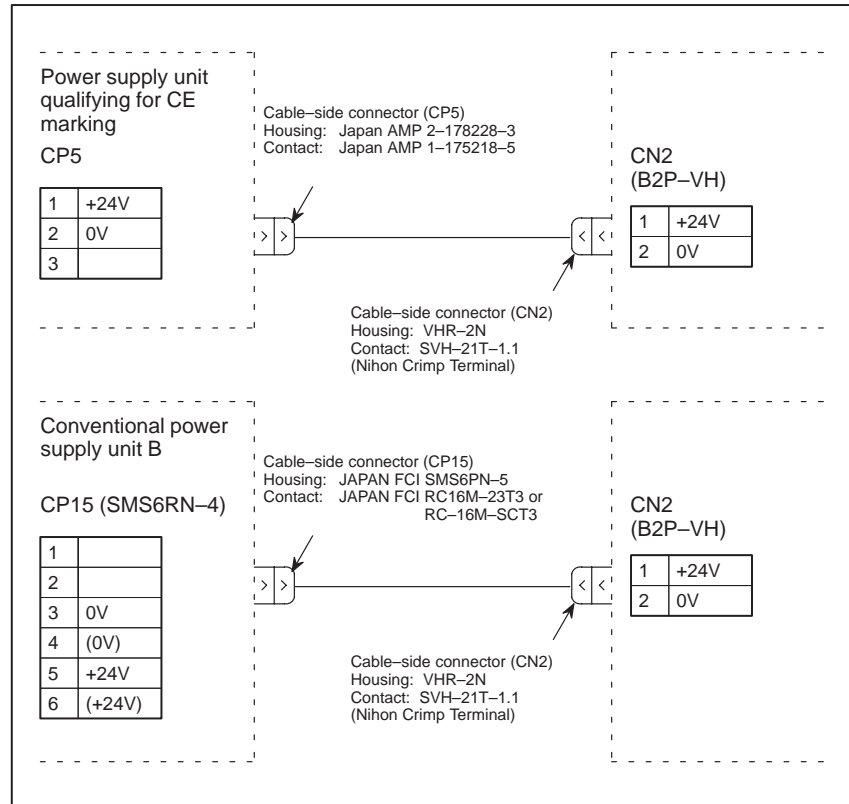 Power supply unit
qualifying for CE
marking
CP5
1 +24V
2 0V
3
Cable–side connector (CP5)
Housing: Japan AMP 2–178228–3
Contact: Japan AMP 1–175218–5
CN2
(B2P–VH)
1 +24V
2 0V
Cable–side connector (CN2)
Housing: VHR–2N
Contact: SVH–21T–1.1
(Nihon Crimp Terminal)
Conventional power
supply unit B
CP15 (SMS6RN–4)
1
2
3 0V
4 (0V)
5 +24V
6 (+24V)
Cable–side connector (CP15)
Housing: JAPAN FCI SMS6PN–5
Contact: JAPAN FCI RC16M–23T3 or
RC–16M–SCT3
CN2
(B2P–VH)
1 +24V
2 0V
Cable–side connector (CN2)
Housing: VHR–2N
Contact: SVH–21T–1.1
(Nihon Crimp Terminal)